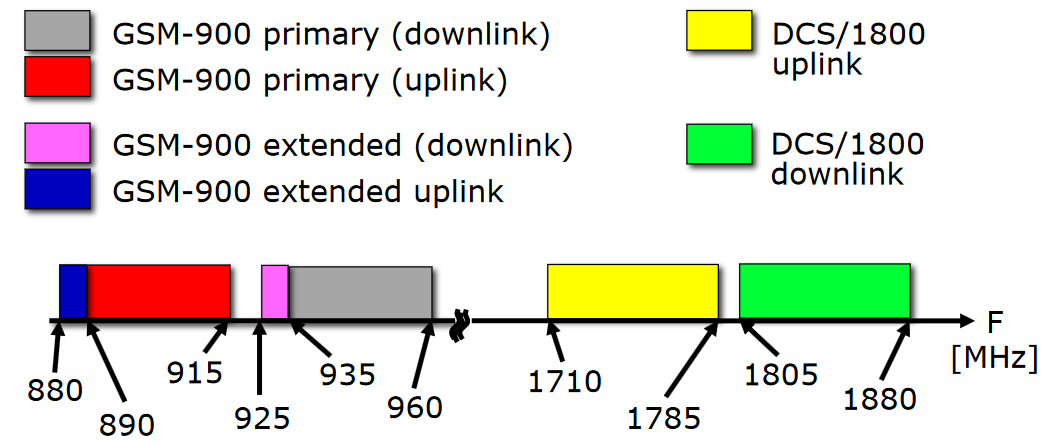 GSM-900 primary (downlink)
GSM-900 primary (uplink)
GSM-900 extended (downlink)
GSM-900 extended uplink
DCS/1800
uplink
DCS/1800
downlink
F
[MHz]
880
890
915
925
935
960
1710
1785
1805
1880